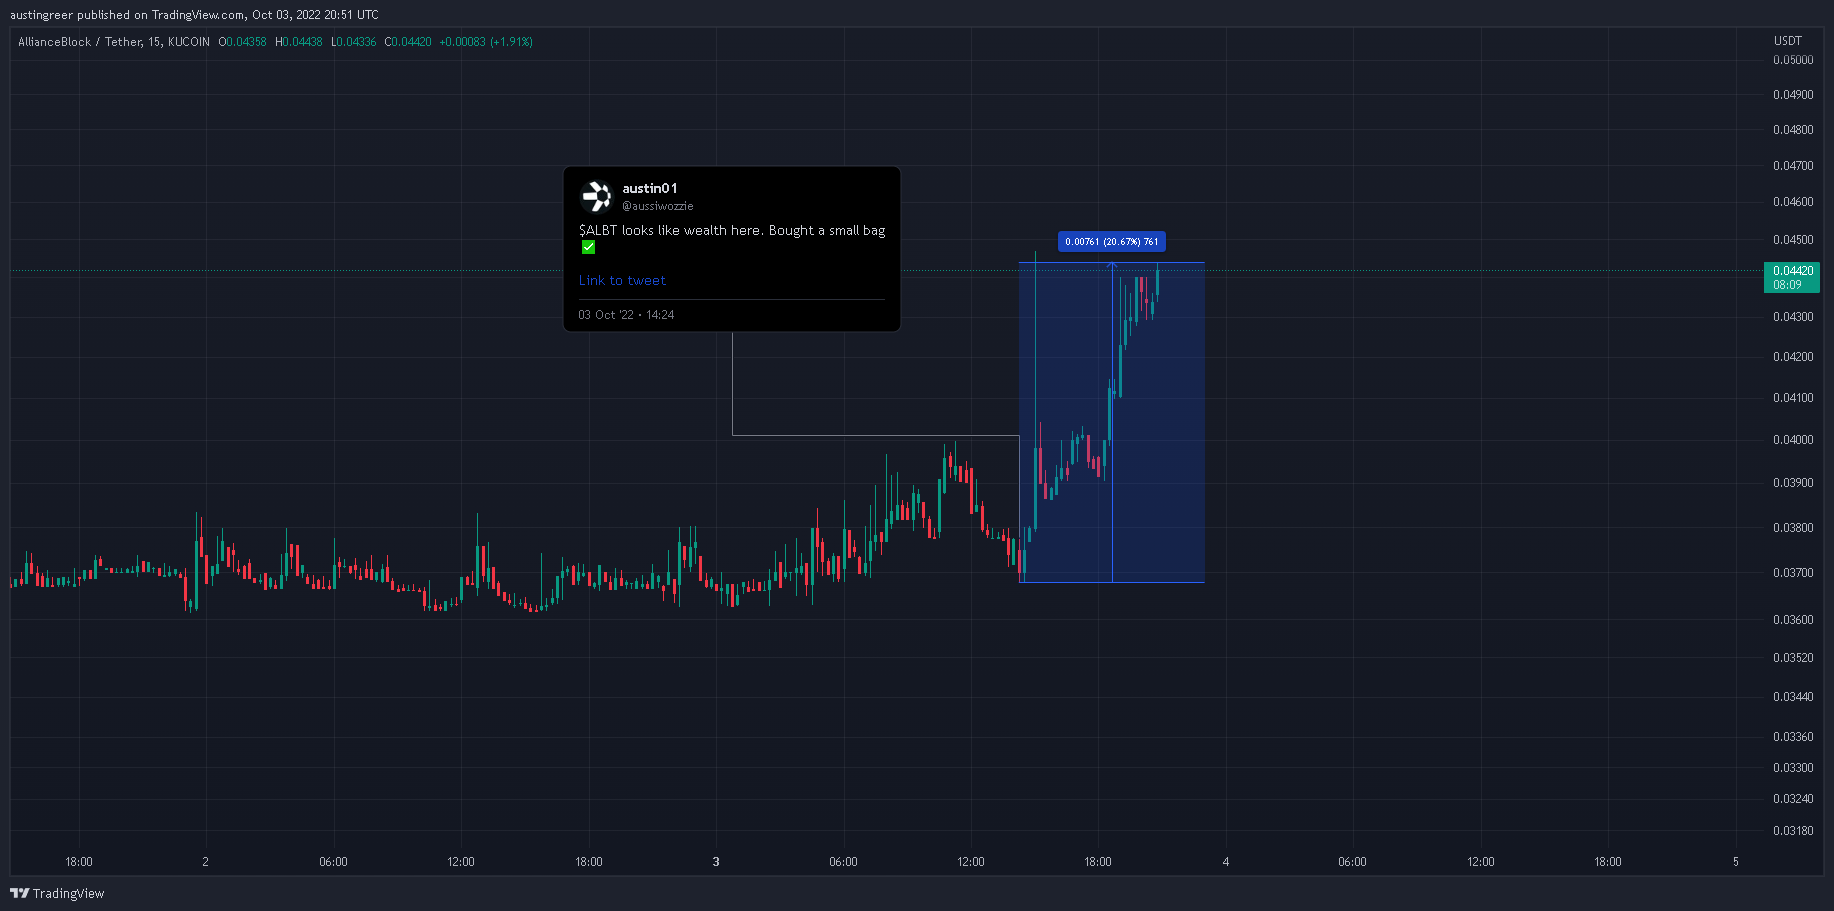 austingreer published on TradingView.com, Oct 03, 2022 20:51 UTC
AllianceBlock / Tether, 15, KUCOIN O0.04358 H0.04438 L0.04336 C0.04420 +0.00083 (+1.91%)
USDT
0.05000
0.04900
0.04800
0.04700
0.04600
0.04500
0.04420
08:09
0.04300
0.04200
0.04100
0.04000
0.03900
0.03800
0.03700
0.03600
0.03520
0.03440
0.03360
0.03300
0.03240
0.03180
austin01
@aussiwozzie
$ALBT looks like wealth here. Bought a small bag
✅
Link to tweet
03 Oct '22 • 14:24
0.00761 (20.67%) 761
18:00 2 06:00 12:00 18:00 3 06:00 12:00 18:00 4 06:00 12:00 18:00 5
TradingView